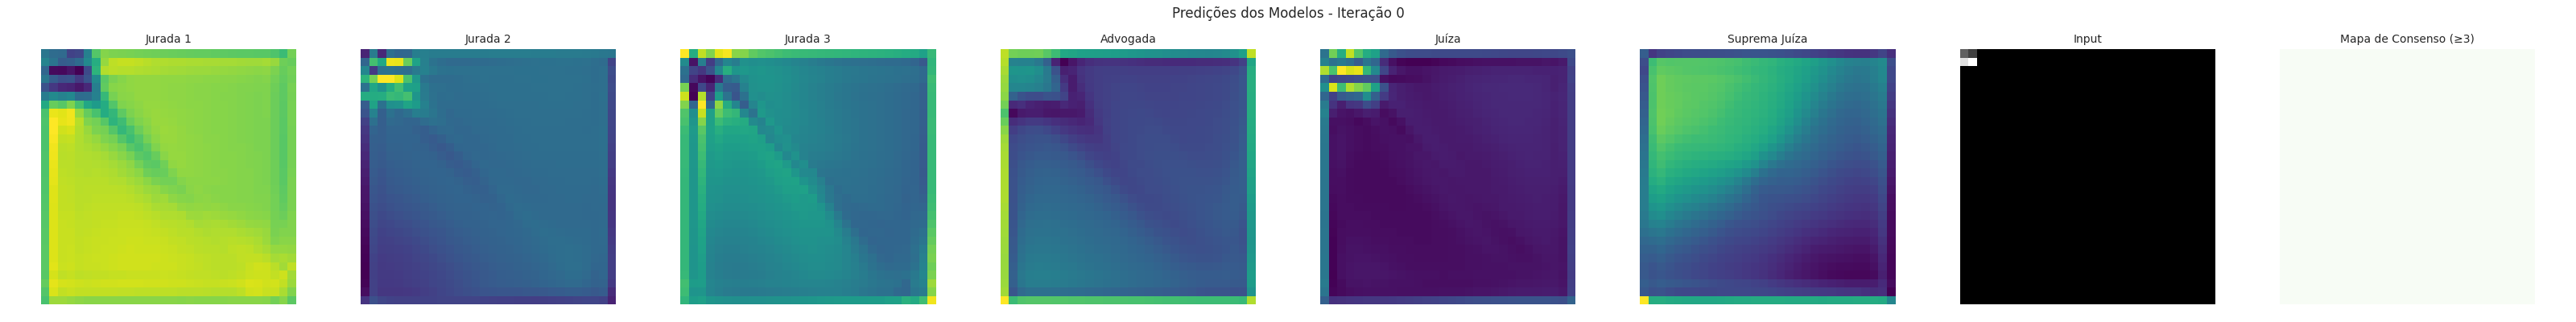 Predições dos Modelos - Iteração 0
Jurada 1
Jurada 2
Jurada 3
Advogada
Juíza
Suprema Juíza
Input
Mapa de Consenso (≥3)